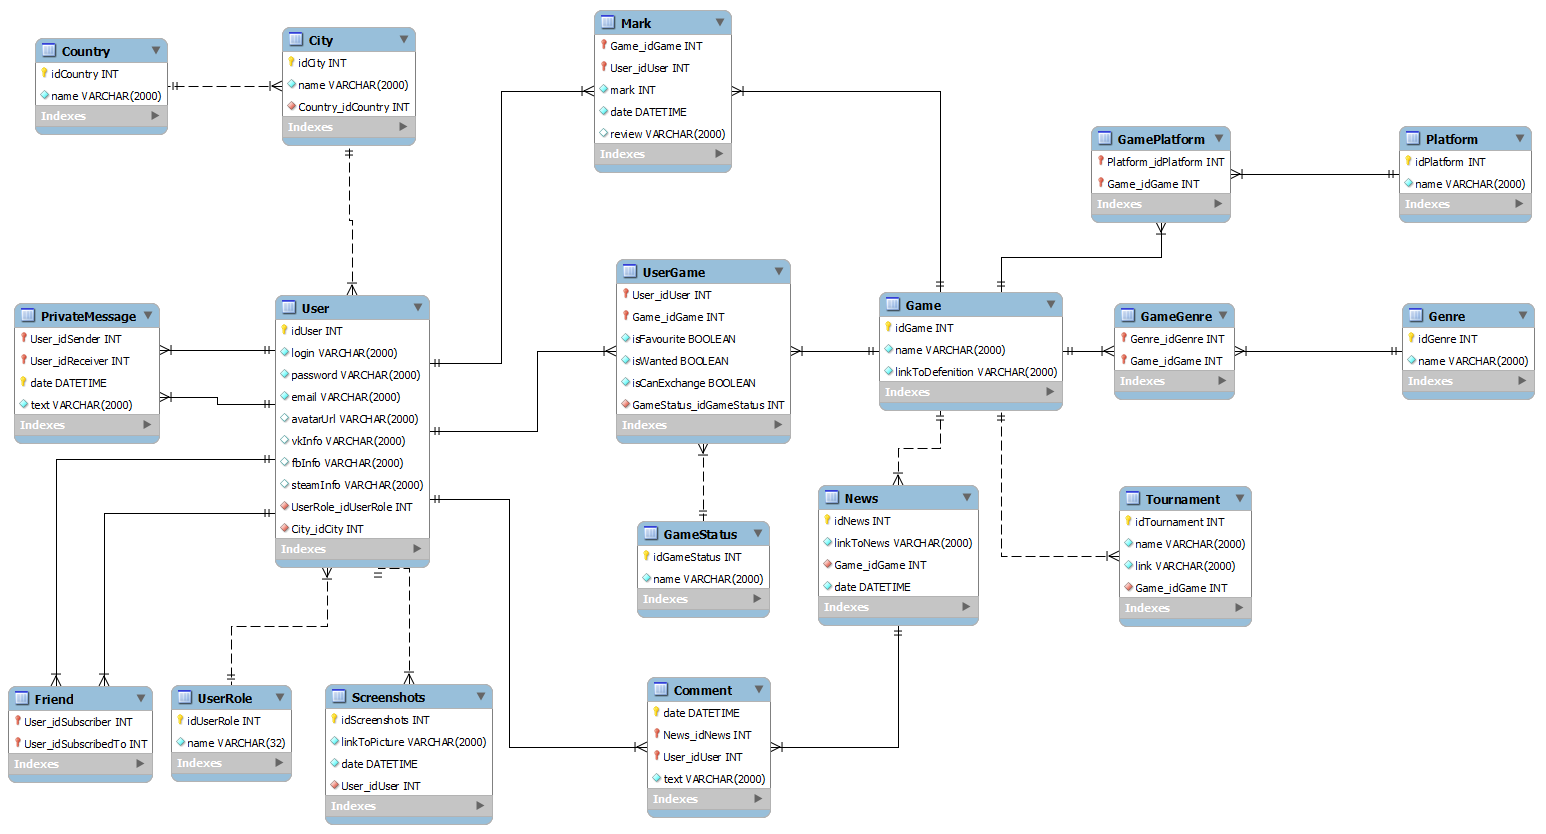 Country
idCountry INT
name VARCHAR(2000)
Indexes
City
idCity INT
name VARCHAR(2000)
Country_idCountry INT
Indexes
Mark
Game_idGame INT
User_idUser INT
mark INT
date DATETIME
review VARCHAR(2000)
Indexes
GamePlatform
Platform_idPlatform INT
Game_idGame INT
Indexes
Platform
idPlatform INT
name VARCHAR(2000)
Indexes
PrivateMessage
User_idSender INT
User_idReceiver INT
date DATETIME
text VARCHAR(2000)
Indexes
User
idUser INT
login VARCHAR(2000)
password VARCHAR(2000)
email VARCHAR(2000)
avatarUrl VARCHAR(2000)
vkInfo VARCHAR(2000)
fbInfo VARCHAR(2000)
steamInfo VARCHAR(2000)
UserRole_idUserRole INT
City_idCity INT
Indexes
UserGame
User_idUser INT
Game_idGame INT
isFavourite BOOLEAN
isWanted BOOLEAN
isCanExchange BOOLEAN
GameStatus_idGameStatus INT
Indexes
Game
idGame INT
name VARCHAR(2000)
linkToDefenition VARCHAR(2000)
Indexes
GameGenre
Genre_idGenre INT
Game_idGame INT
Indexes
Genre
idGenre INT
name VARCHAR(2000)
Indexes
GameStatus
idGameStatus INT
name VARCHAR(2000)
Indexes
News
idNews INT
linkToNews VARCHAR(2000)
Game_idGame INT
date DATETIME
Indexes
Tournament
idTournament INT
name VARCHAR(2000)
link VARCHAR(2000)
Game_idGame INT
Indexes
Friend
User_idSubscriber INT
User_idSubscribedTo INT
Indexes
UserRole
idUserRole INT
name VARCHAR(32)
Indexes
Screenshots
idScreenshots INT
linkToPicture VARCHAR(2000)
date DATETIME
User_idUser INT
Indexes
Comment
date DATETIME
News_idNews INT
User_idUser INT
text VARCHAR(2000)
Indexes